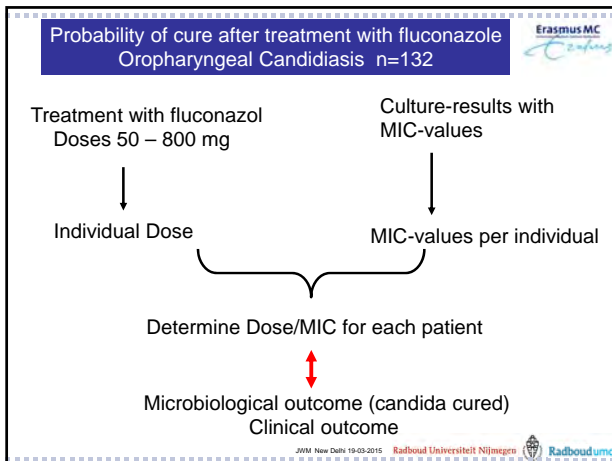 Probability of cure after treatment with fluconazole
Oropharyngeal Candidiasis n=132
Erasmus MC
Erasmus
Treatment with fluconazol
Doses 50 – 800 mg
Culture-results with
MIC-values
Individual Dose
MIC-values per individual
Determine Dose/MIC for each patient
Microbiological outcome (candida cured)
Clinical outcome
JWM New Delhi 19-03-2015
Radboud Universiteit Nijmegen
Radboudumc